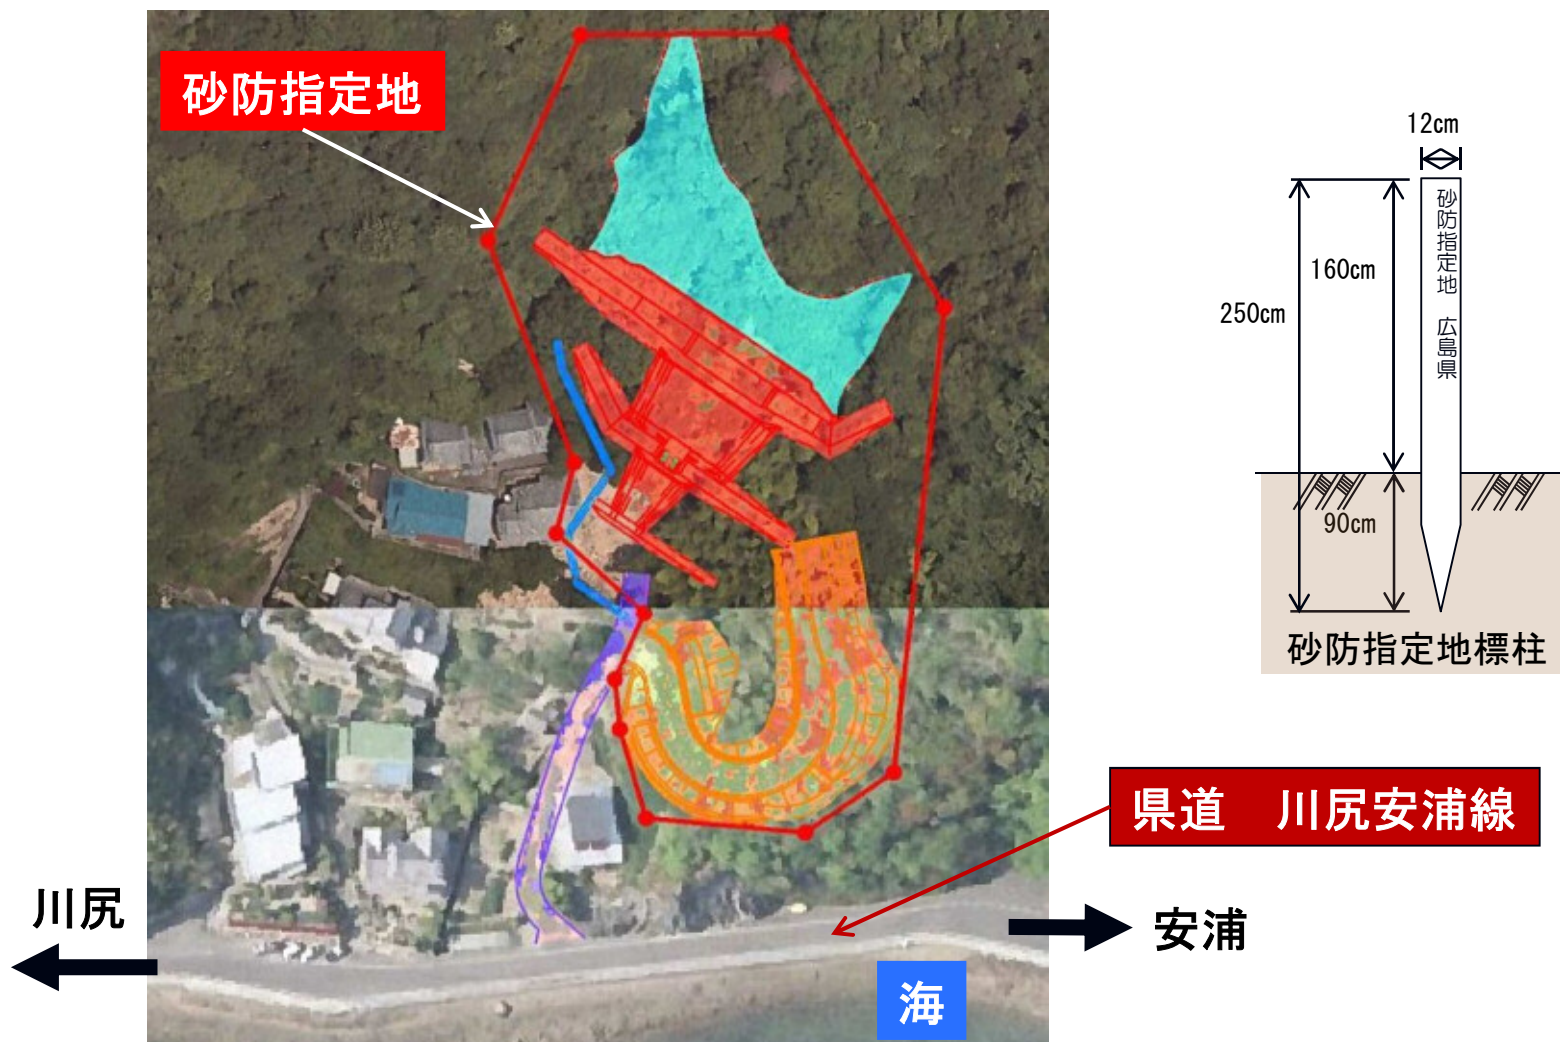 砂防指定地
12cm
砂防指定地　広島県
160cm
250cm
90cm
砂防指定地標柱
県道　川尻安浦線
川尻
安浦
海